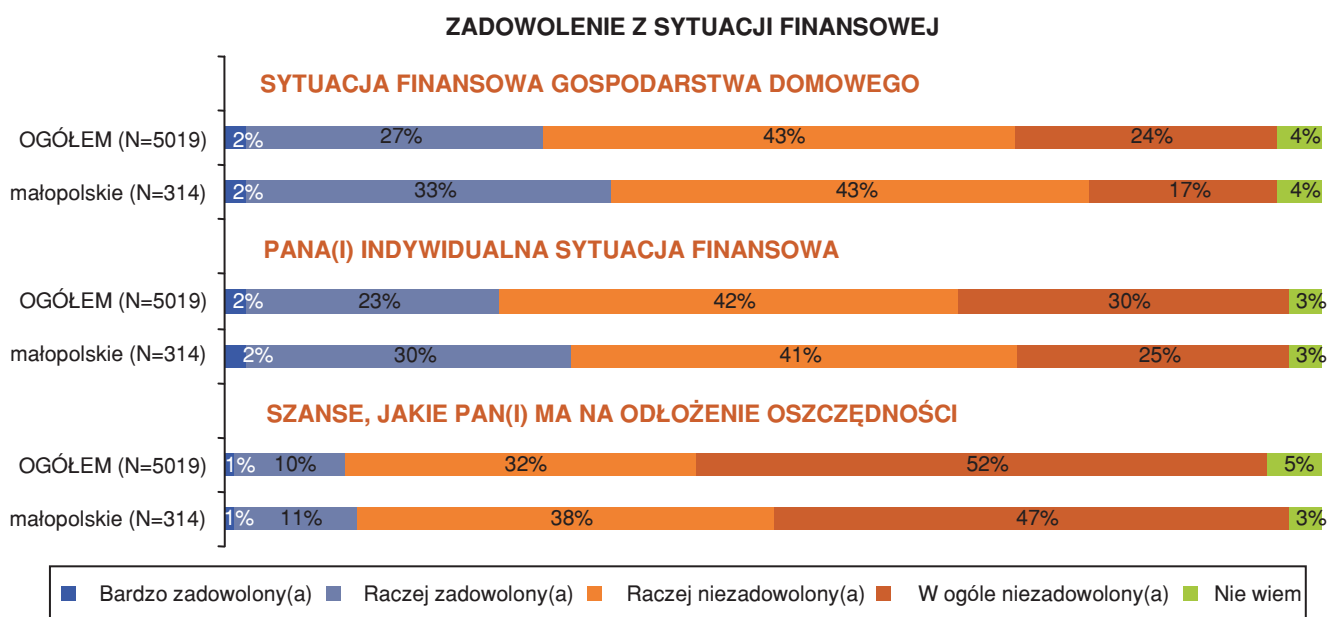 ZADOWOLENIE Z SYTUACJI FINANSOWEJ
SYTUACJA FINANSOWA GOSPODARSTWA DOMOWEGO
OGÓŁEM (N=5019) 2% 27% 43% 24% 4%
małopolskie (N=314) 2% 33% 43% 17% 4%
PANA(I) INDYWIDUALNA SYTUACJA FINANSOWA
OGÓŁEM (N=5019) 2% 23% 42% 30% 3%
małopolskie (N=314) 2% 30% 41% 25% 3%
SZANSE, JAKIE PAN(I) MA NA ODŁOŻENIE OSZCZĘDNOŚCI
OGÓŁEM (N=5019) 1% 10% 32% 52% 5%
małopolskie (N=314) 1% 11% 38% 47% 3%
Bardzo zadowolony(a) Raczej zadowolony(a) Raczej niezadowolony(a) W ogóle niezadowolony(a) Nie wiem